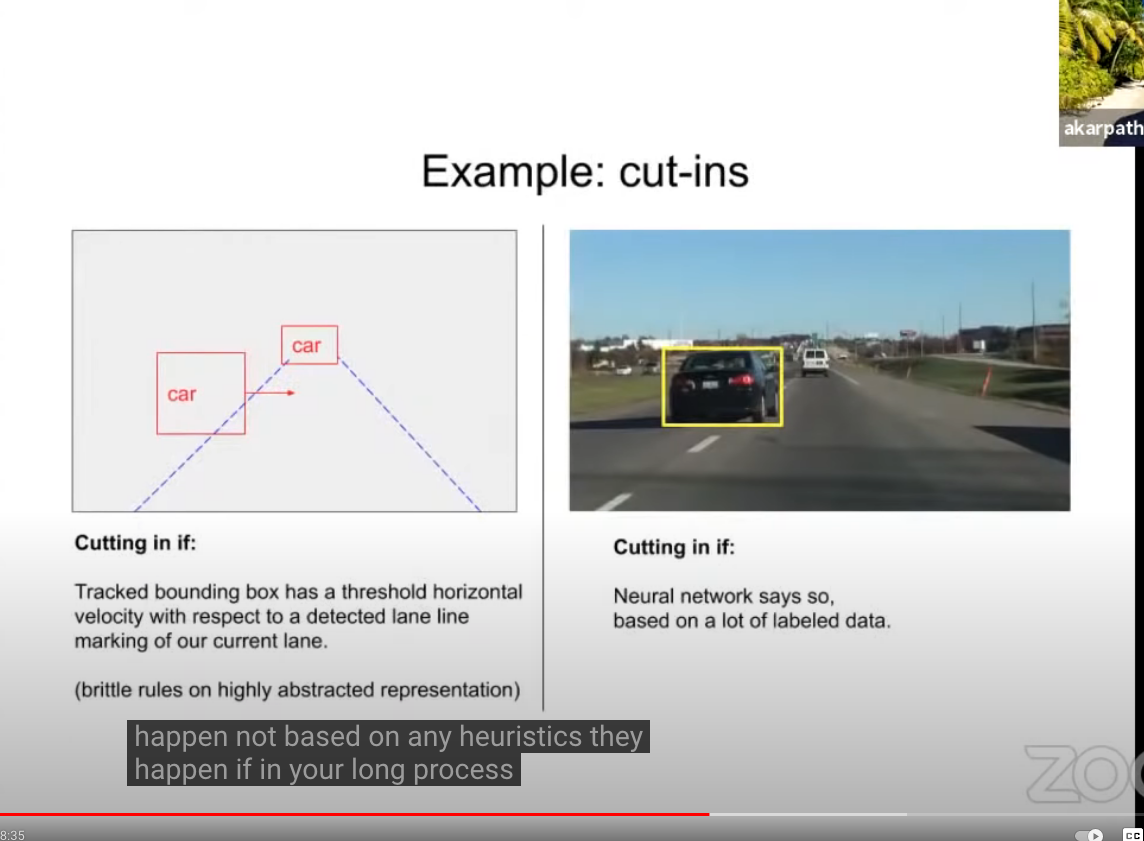 akarpath
Example: cut-ins
car
car
Cutting in if:
Tracked bounding box has a threshold horizontal
velocity with respect to a detected lane line
marking of our current lane.
(brittle rules on highly abstracted representation)
Cutting in if:
Neural network says so,
based on a lot of labeled data.
happen not based on any heuristics they
happen if in your long process
ZOO
8:35
CC